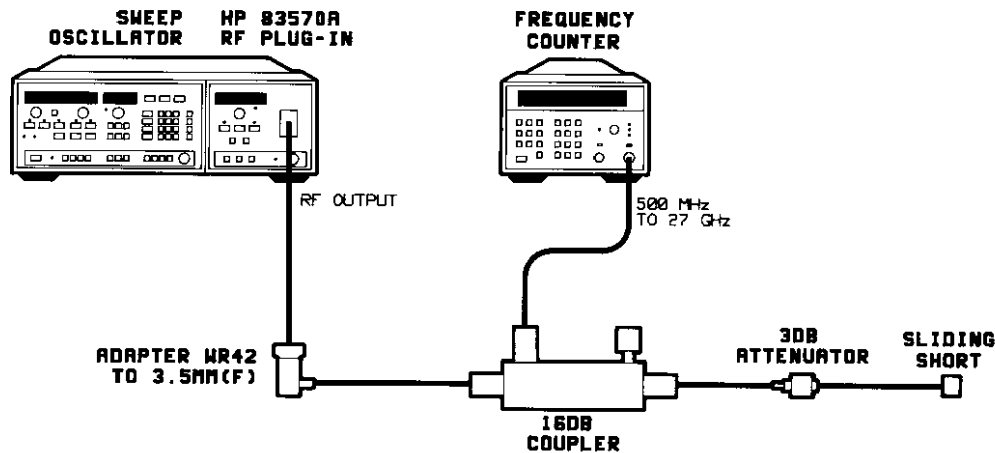 SWEEP OSCILLATOR
HP 83570A RF PLUG-IN
FREQUENCY COUNTER
RF OUTPUT
500 MHz
TO 27 GHz
ADAPTER WR42
TO 3.5MM(F)
16DB
COUPLER
3DB
ATTENUATOR
SLIDING
SHORT